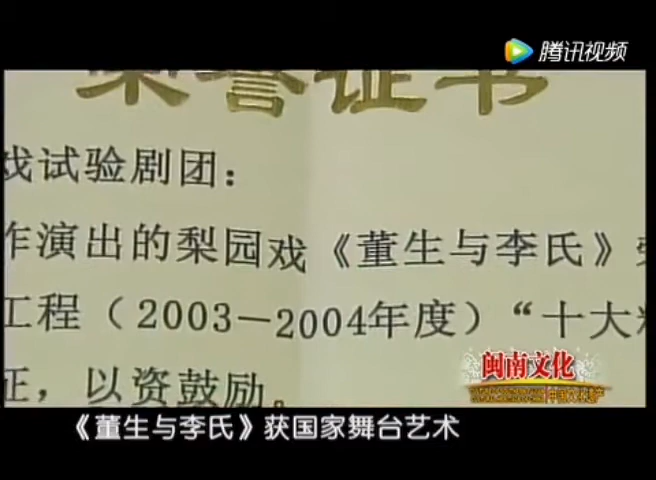 腾讯视频
荣誉证书
戏试验剧团：
作演出的梨园戏《董生与李氏》
工程（2003—2004年度）“十大
证，以资鼓励。
闽南文化
《董生与李氏》获国家舞台艺术